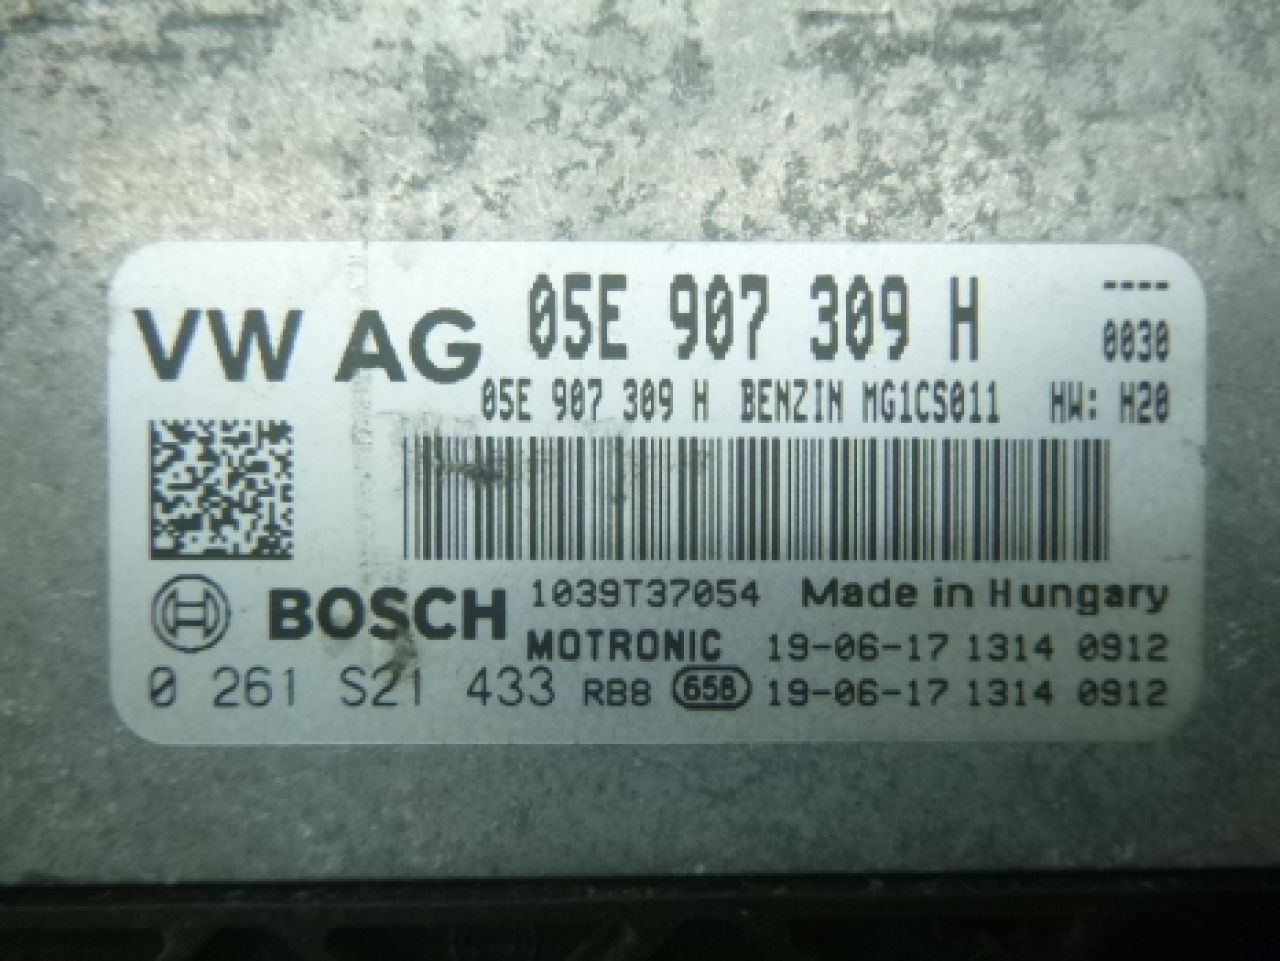 VW AG 05E 907 309 H ----
0030
05E 907 309 H BENZIN MG1CS011 HW: H20
BOSCH 1039T37054 Made in Hungary
MOTRONIC 19-06-17 1314 0912
0 261 S21 433 RB8 658 19-06-17 1314 0912